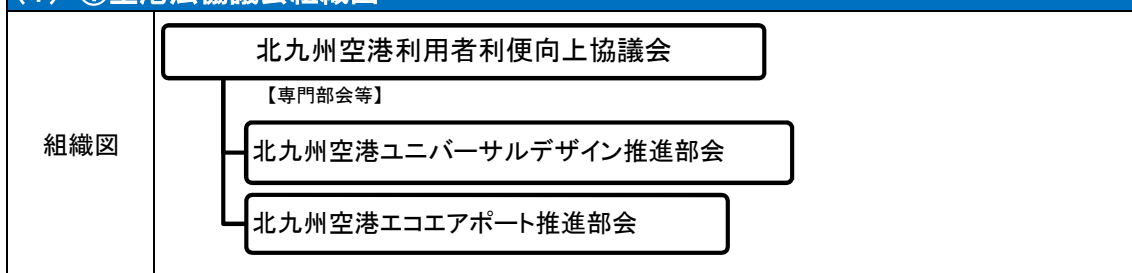 組織図
北九州空港利用者利便向上協議会
【専門部会等】
北九州空港ユニバーサルデザイン推進部会
北九州空港エコエアポート推進部会